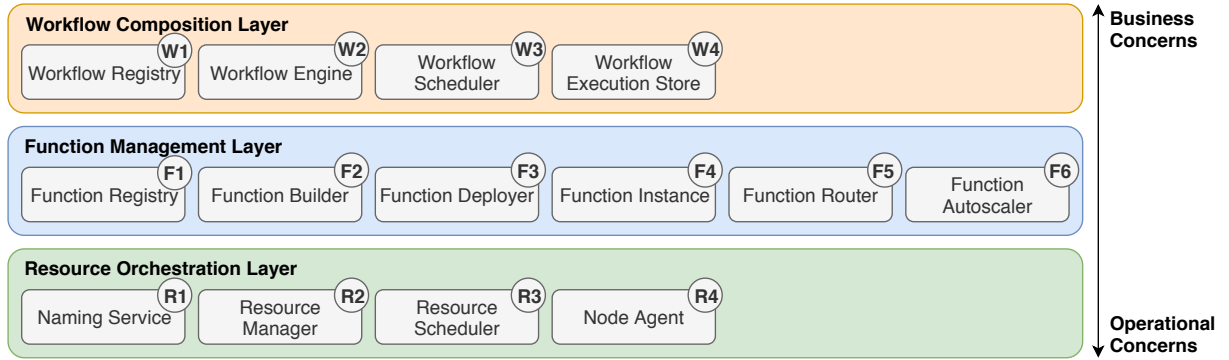 Workflow Composition Layer
W1
Workflow Registry
W2
Workflow Engine
W3
Workflow
Scheduler
W4
Workflow
Execution Store
Function Management Layer
F1
Function Registry
F2
Function Builder
F3
Function Deployer
F4
Function Instance
F5
Function Router
F6
Function
Autoscaler
Resource Orchestration Layer
R1
Naming Service
R2
Resource
Manager
R3
Resource
Scheduler
R4
Node Agent
Business
Concerns
Operational
Concerns